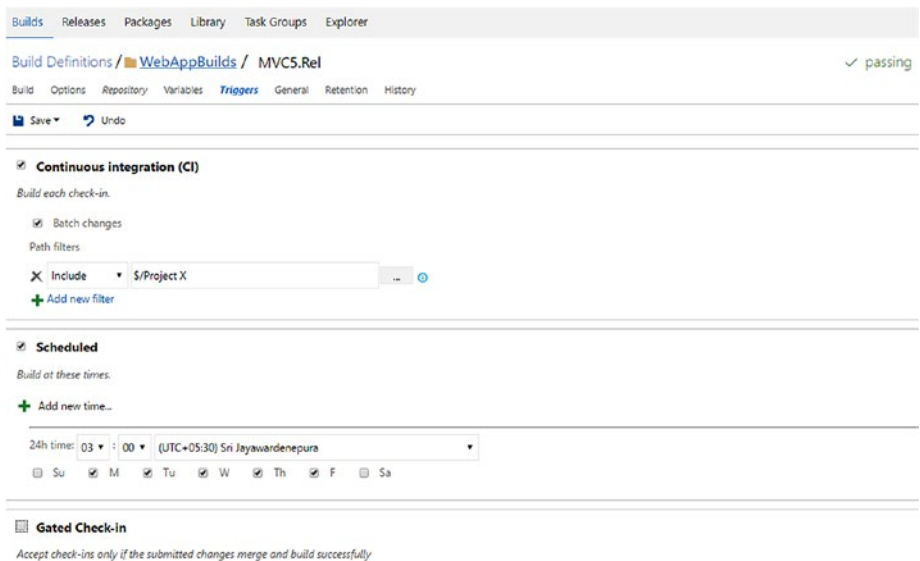 Builds Releases Packages Library Task Groups Explorer
Build Definitions / WebAppBuilds / MVC5.Rel passing
Build Options Repository Variables Triggers General Retention History
Save Undo
Continuous integration (CI)
Build each check-in.
Batch changes
Path filters
Include $/Project X ...
Add new filter
Scheduled
Build at these times.
Add new time...
24h time: 03 : 00 (UTC+05:30) Sri Jayawardenepura
Su M Tu W Th F Sa
Gated Check-in
Accept check-ins only if the submitted changes merge and build successfully